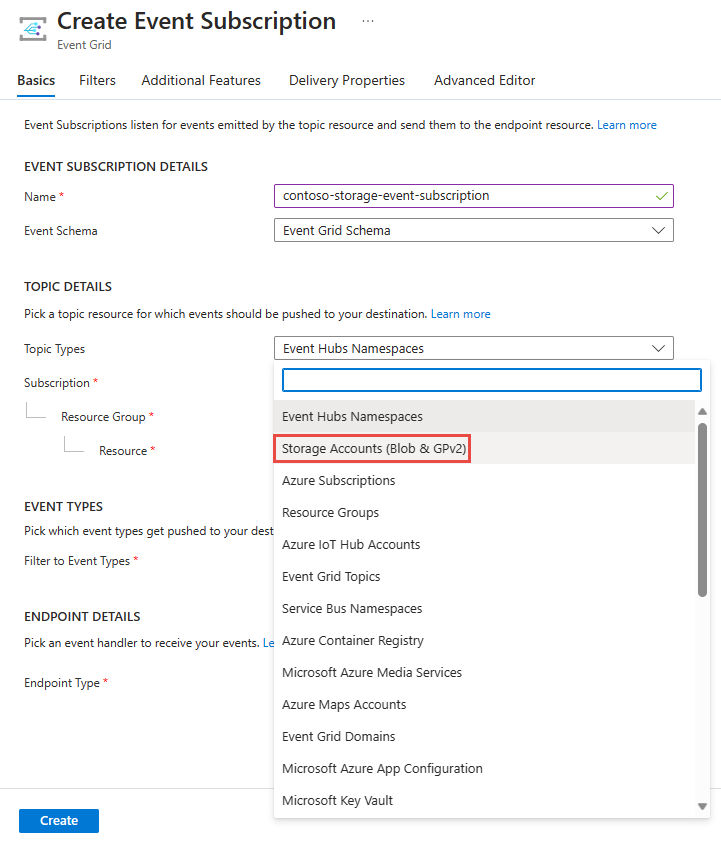 Create Event Subscription ...
Event Grid
Basics Filters Additional Features Delivery Properties Advanced Editor
Event Subscriptions listen for events emitted by the topic resource and send them to the endpoint resource. Learn more
EVENT SUBSCRIPTION DETAILS
Name * contoso-storage-event-subscription
Event Schema Event Grid Schema
TOPIC DETAILS
Pick a topic resource for which events should be pushed to your destination. Learn more
Topic Types Event Hubs Namespaces
Subscription *
Resource Group * Event Hubs Namespaces
Resource * Storage Accounts (Blob & GPv2)
Azure Subscriptions
EVENT TYPES Resource Groups
Pick which event types get pushed to your dest
Azure IoT Hub Accounts
Filter to Event Types *
Event Grid Topics
ENDPOINT DETAILS Service Bus Namespaces
Pick an event handler to receive your events. Le Azure Container Registry
Microsoft Azure Media Services
Endpoint Type *
Azure Maps Accounts
Event Grid Domains
Microsoft Azure App Configuration
Microsoft Key Vault
Create